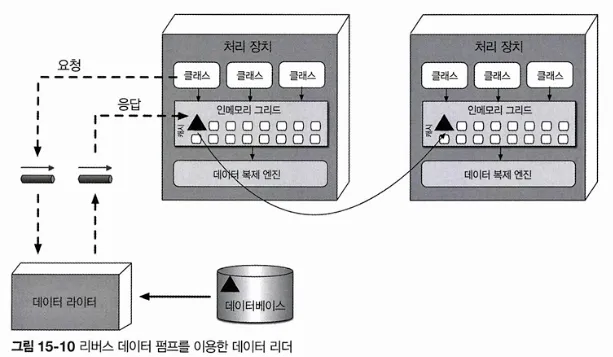 처리 장치
처리 장치
요청
클래스
클래스
클래스
클래스
클래스
클래스
응답
인메모리 그리드
인메모리 그리드
캐시
캐시
데이터 복제 엔진
데이터 복제 엔진
데이터 라이터
데이터베이스
그림 15-10 리버스 데이터 펌프를 이용한 데이터 리더